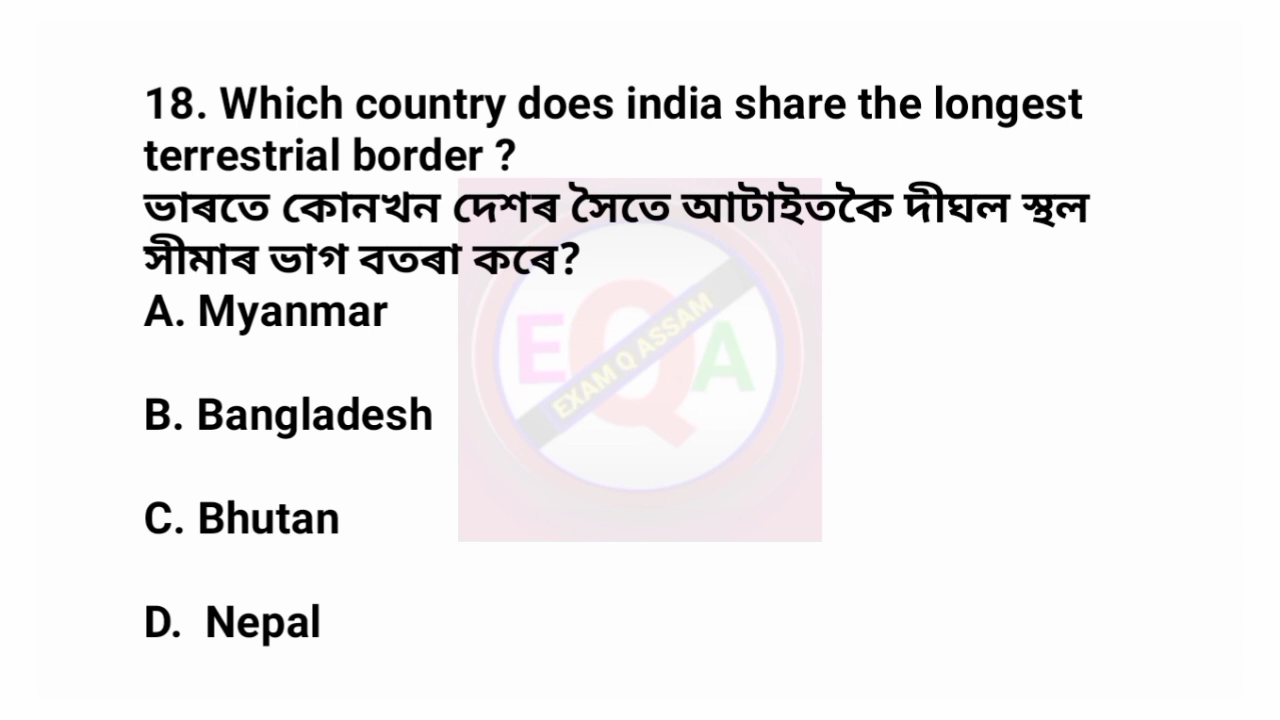 18. Which country does india share the longest
terrestrial border ?
ভাৰতে কোনখন দেশৰ সৈতে আটাইতকৈ দীঘল স্থল
সীমাৰ ভাগ বতৰা কৰে?
A. Myanmar
EQA
EXAM Q ASSAM
B. Bangladesh
C. Bhutan
D. Nepal